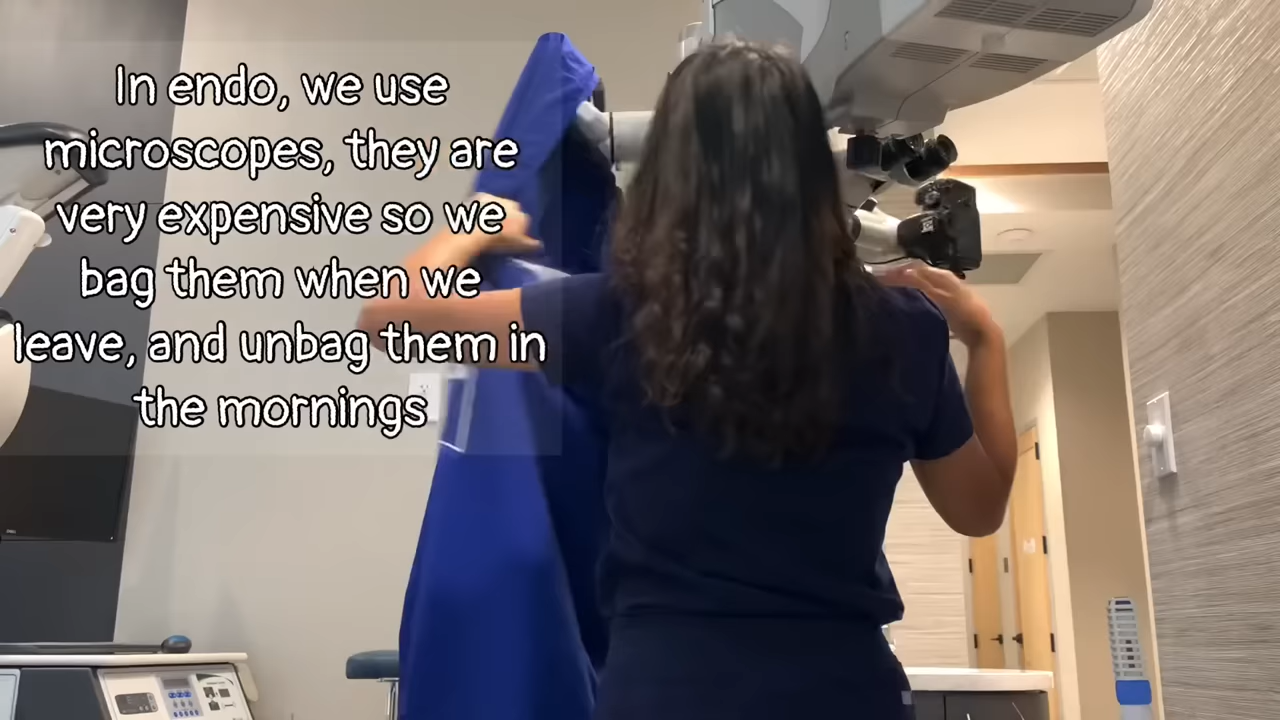 In endo, we use
microscopes, they are
very expensive so we
bag them when we
leave, and unbag them in
the mornings